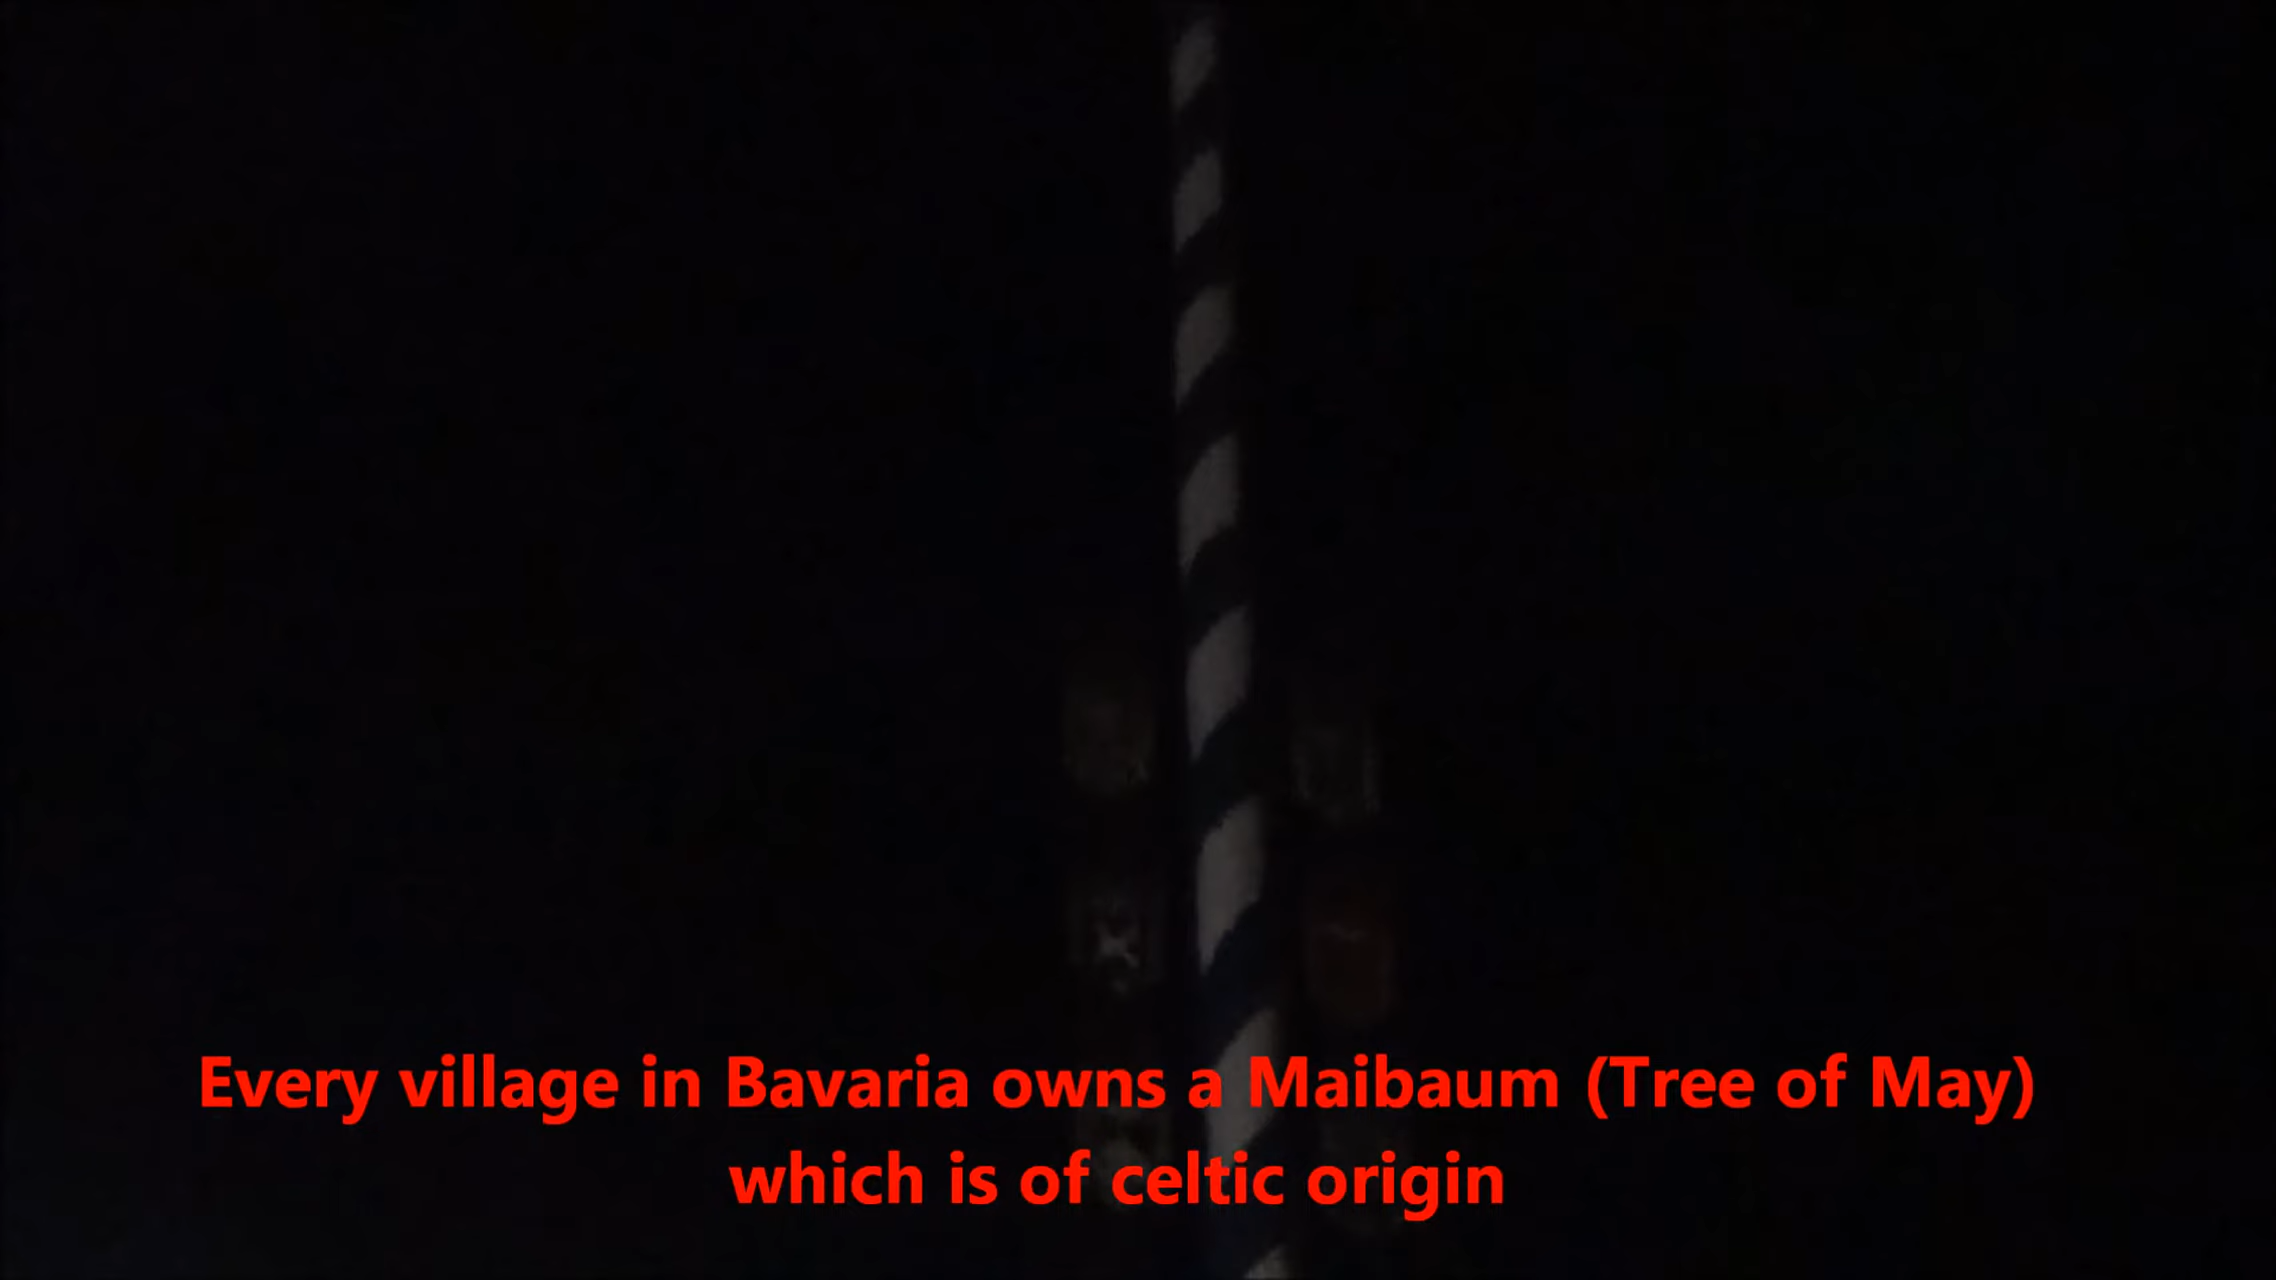 Every village in Bavaria owns a Maibaum (Tree of May)
which is of celtic origin